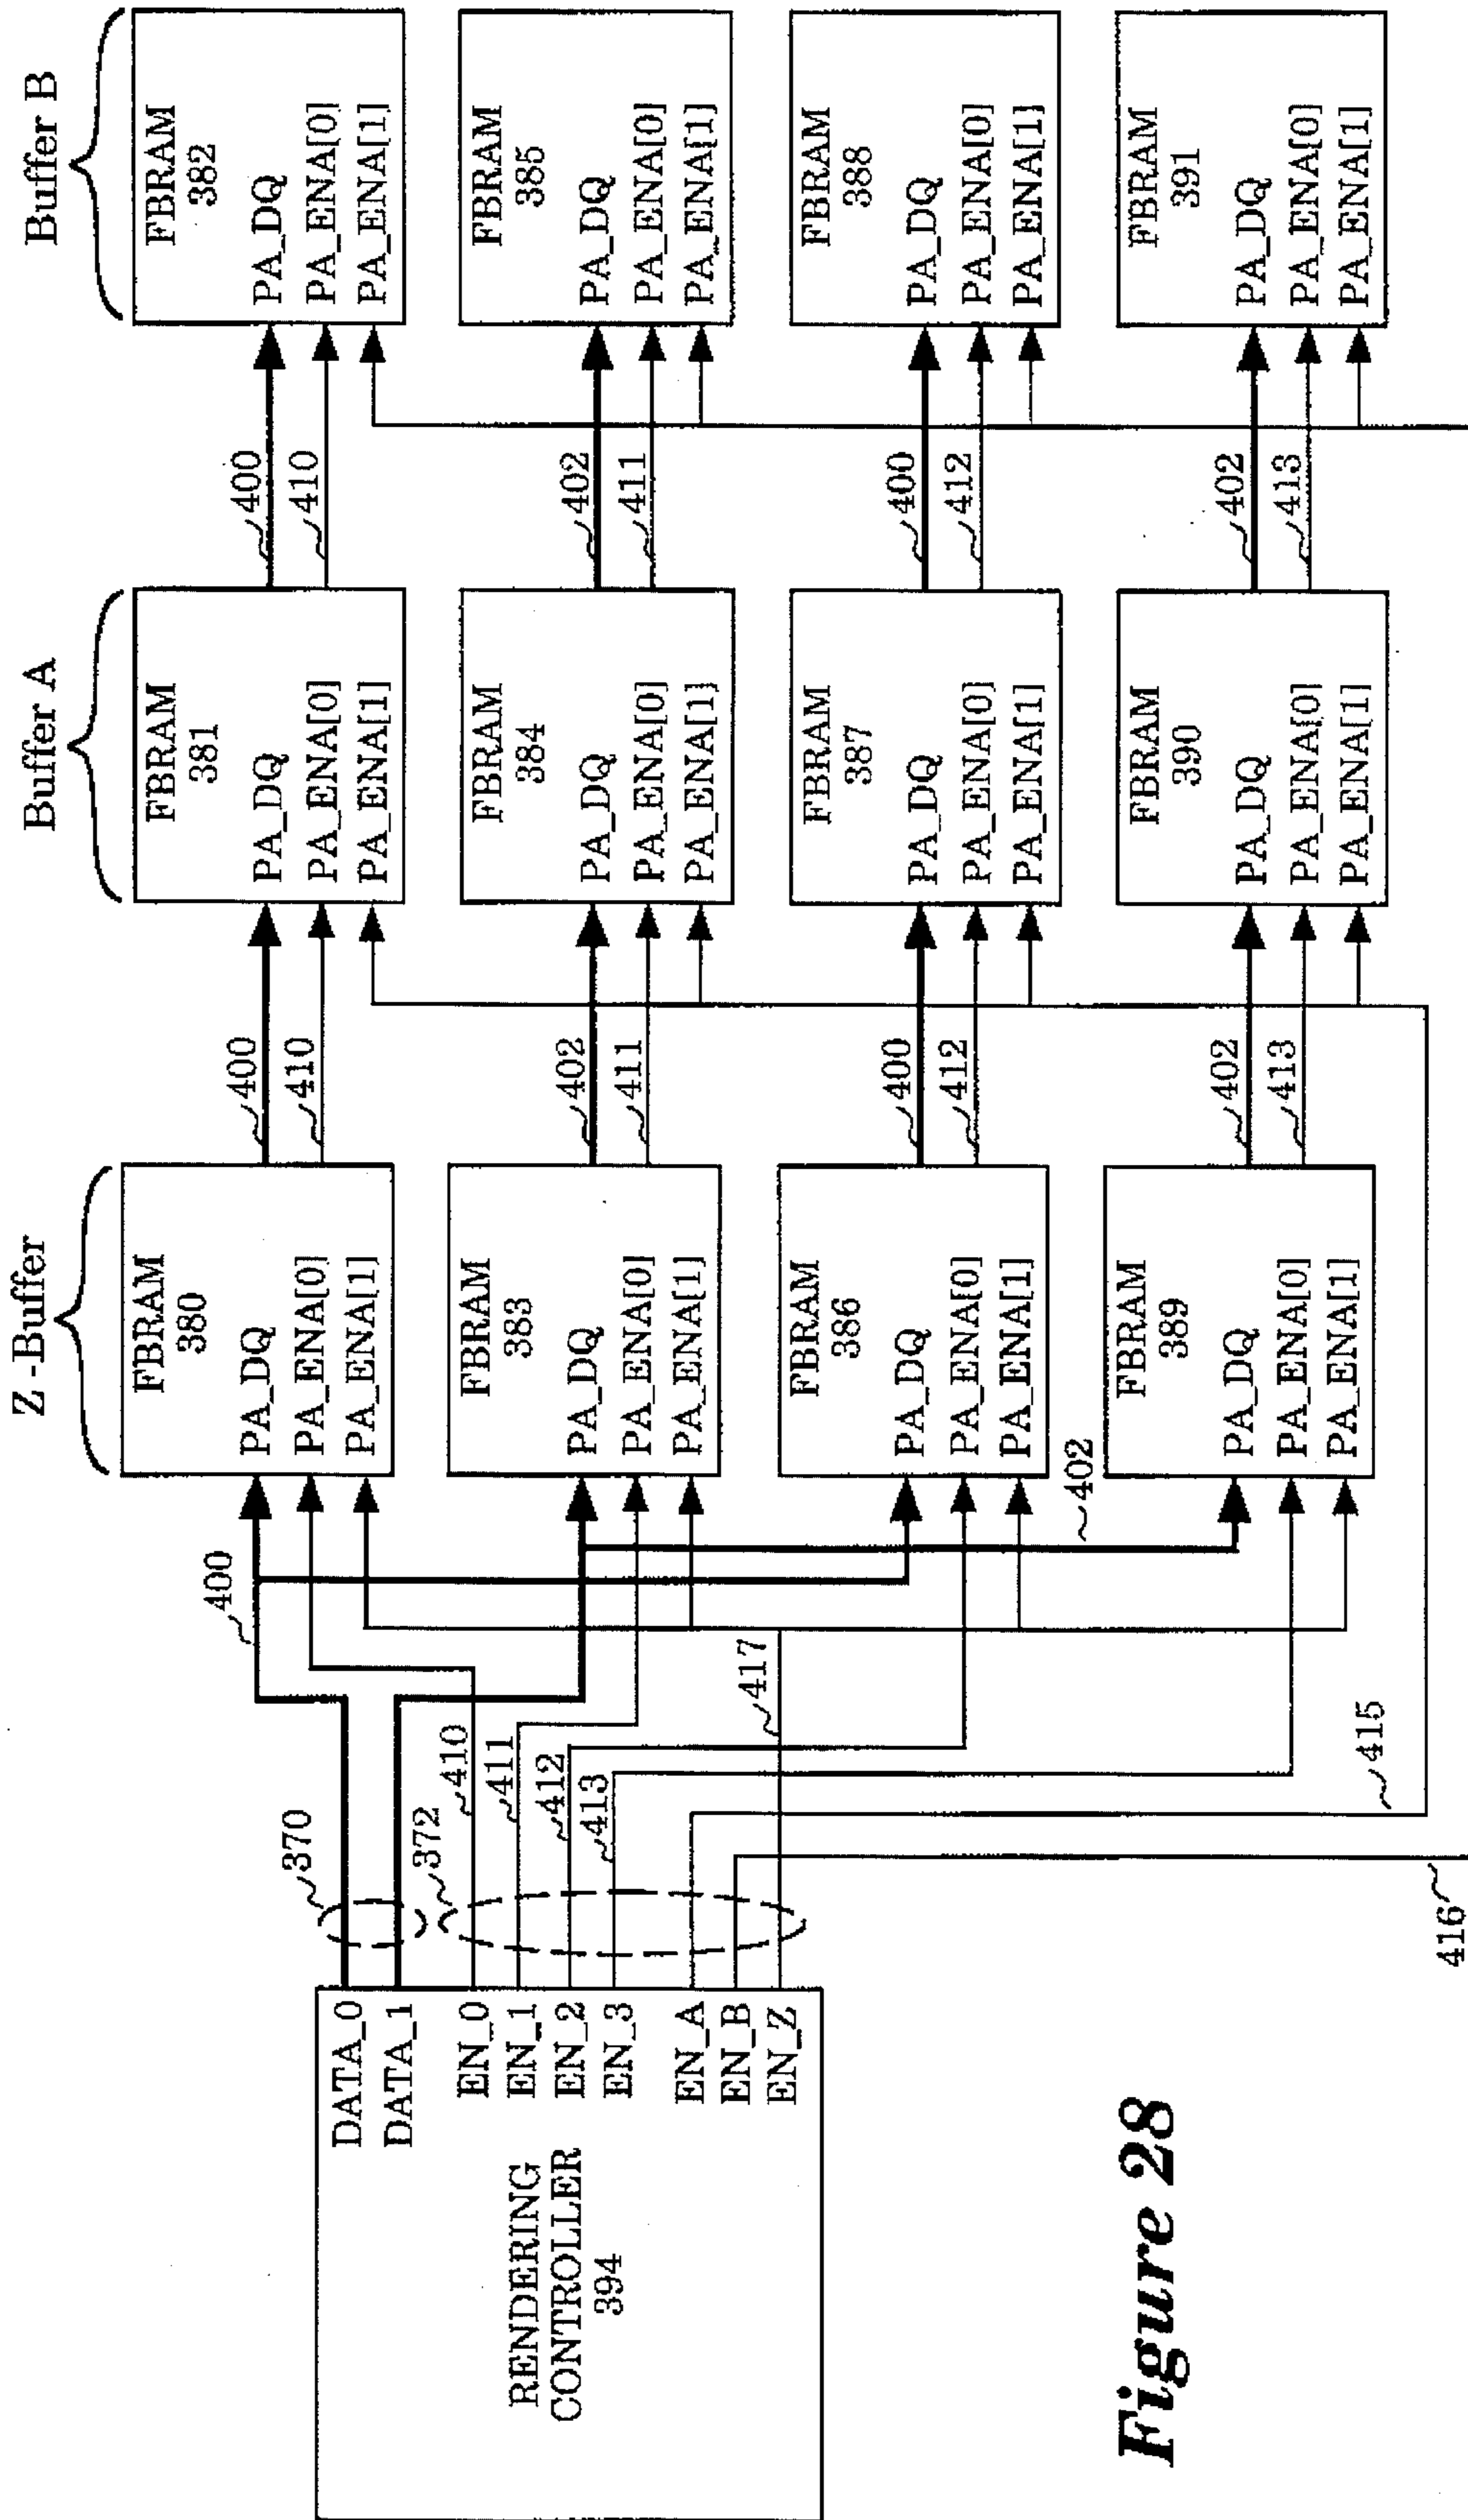 Z -Buffer
Buffer A
Buffer B
RENDERING
CONTROLLER
394
DATA_0
DATA_1
EN_0
EN_1
EN_2
EN_3
EN_A
EN_B
EN_Z
370
372
400
410
411
412
413
417
402
415
416
FBRAM
380
PA_DQ
PA_ENA[0]
PA_ENA[1]
400
410
FBRAM
381
PA_DQ
PA_ENA[0]
PA_ENA[1]
400
410
FBRAM
382
PA_DQ
PA_ENA[0]
PA_ENA[1]
FBRAM
383
PA_DQ
PA_ENA[0]
PA_ENA[1]
402
411
FBRAM
384
PA_DQ
PA_ENA[0]
PA_ENA[1]
402
411
FBRAM
385
PA_DQ
PA_ENA[0]
PA_ENA[1]
FBRAM
386
PA_DQ
PA_ENA[0]
PA_ENA[1]
400
412
FBRAM
387
PA_DQ
PA_ENA[0]
PA_ENA[1]
400
412
FBRAM
388
PA_DQ
PA_ENA[0]
PA_ENA[1]
FBRAM
389
PA_DQ
PA_ENA[0]
PA_ENA[1]
402
413
FBRAM
390
PA_DQ
PA_ENA[0]
PA_ENA[1]
402
413
FBRAM
391
PA_DQ
PA_ENA[0]
PA_ENA[1]
Figure 28